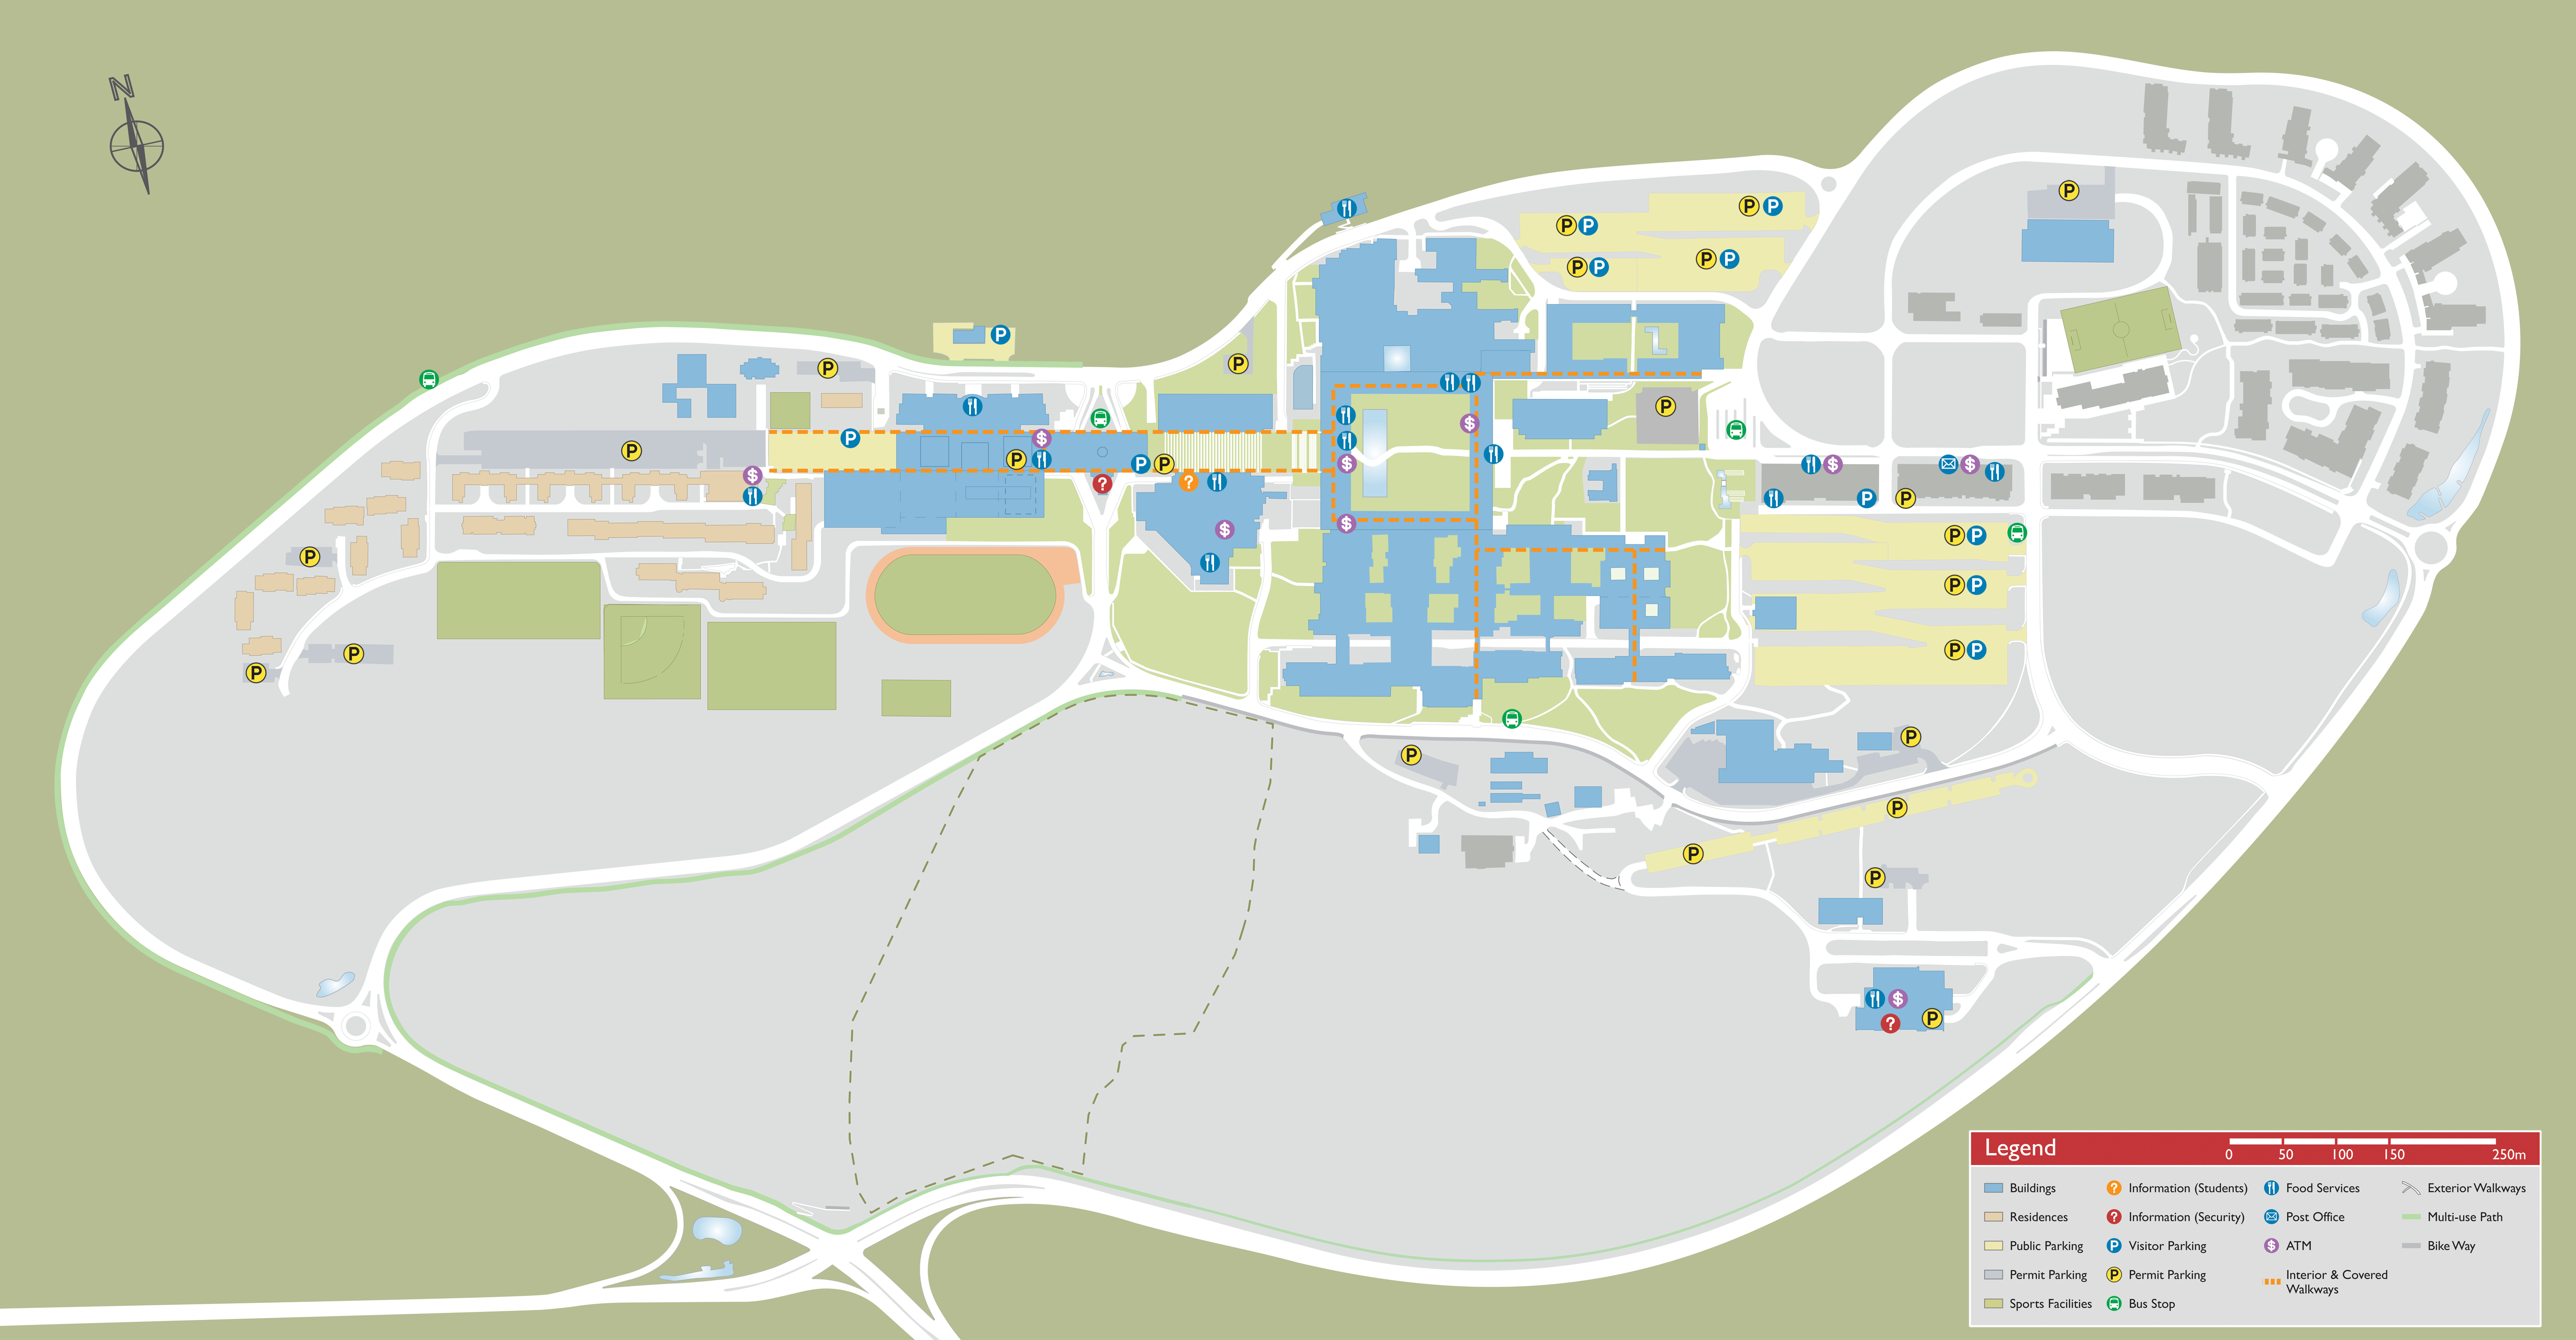 N
Legend
0 50 100 150 250m
Buildings
Residences
Public Parking
Permit Parking
Sports Facilities
Information (Students)
Information (Security)
Visitor Parking
Permit Parking
Bus Stop
Food Services
Post Office
ATM
Interior & Covered
Walkways
Exterior Walkways
Multi-use Path
Bike Way